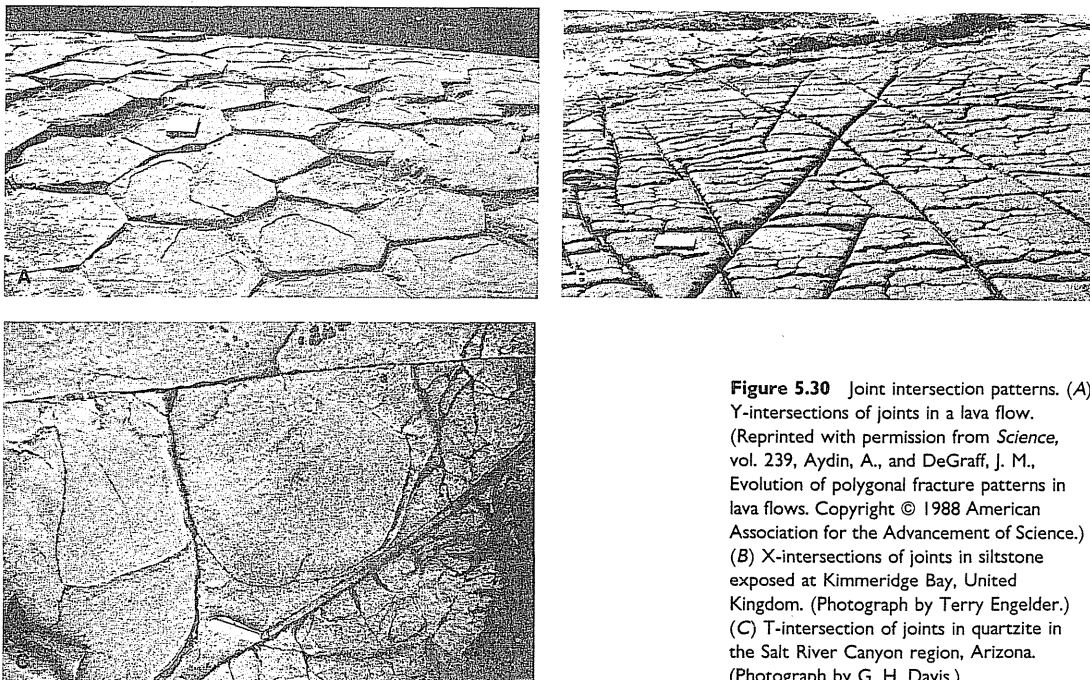 A
B
C
Figure 5.30 Joint intersection patterns. (A)
Y-intersections of joints in a lava flow.
(Reprinted with permission from Science,
vol. 239, Aydin, A., and DeGraff, J. M.,
Evolution of polygonal fracture patterns in
lava flows. Copyright © 1988 American
Association for the Advancement of Science.)
(B) X-intersections of joints in siltstone
exposed at Kimmeridge Bay, United
Kingdom. (Photograph by Terry Engelder.)
(C) T-intersection of joints in quartzite in
the Salt River Canyon region, Arizona.
(Photograph by G. H. Davis.)